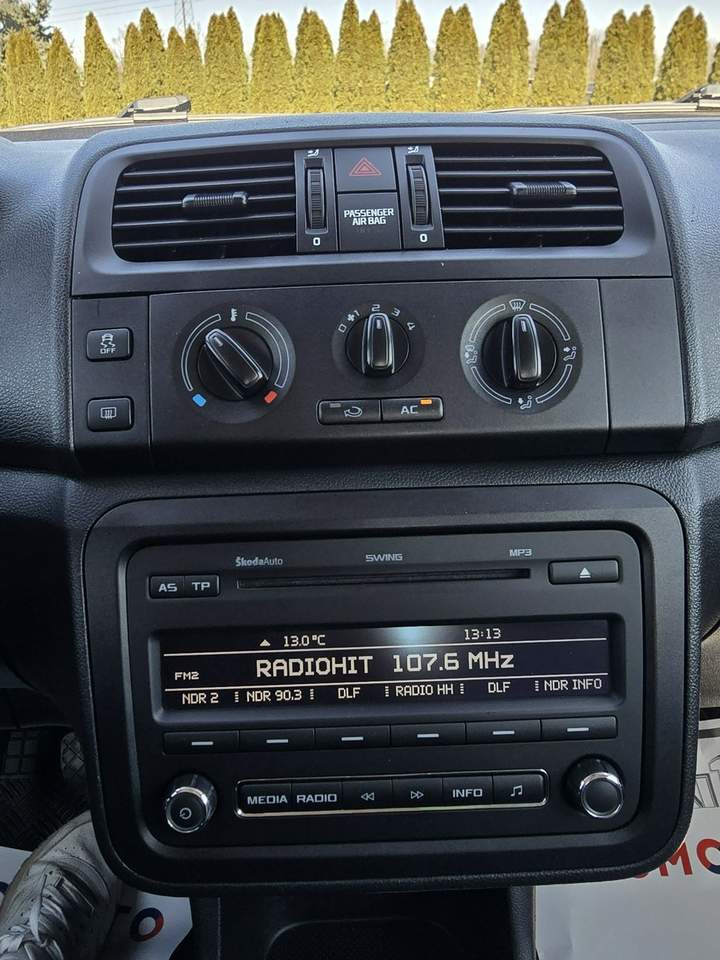 PASSENGER
AIR BAG
0 0
OFF
0 1 2 3 4
AC
ŠkodaAuto SWING MP3
AS TP
13.0°C 13:13
FM2 RADIOHIT 107.6 MHz
NDR 2 NDR 90.3 DLF RADIO HH DLF NDR INFO
MEDIA RADIO INFO